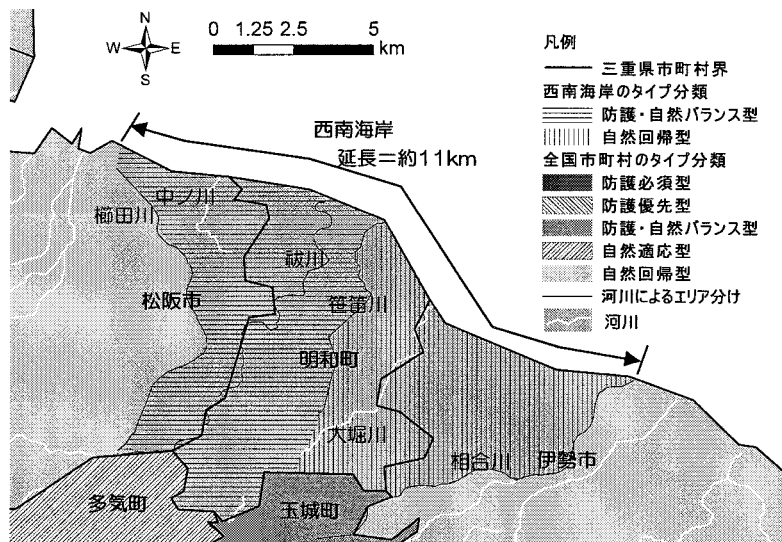 N
W E
S
0 1.25 2.5 5
km
凡例
三重県市町村界
西南海岸のタイプ分類
防護・自然バランス型
自然回帰型
全国市町村のタイプ分類
防護必須型
防護優先型
防護・自然バランス型
自然適応型
自然回帰型
河川によるエリア分け
河川
西南海岸
延長=約11km
中ノ川
櫛田川
祓川
笹笛川
松阪市
明和町
大堀川
相合川
伊勢市
多気町
玉城町